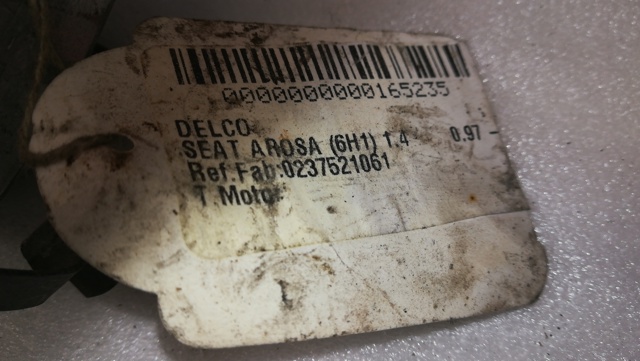 0000000000165235
DELCO
SEAT AROSA (6H1) 1.4 0.97 -
Ref.Fab:0237521061
T.Motor